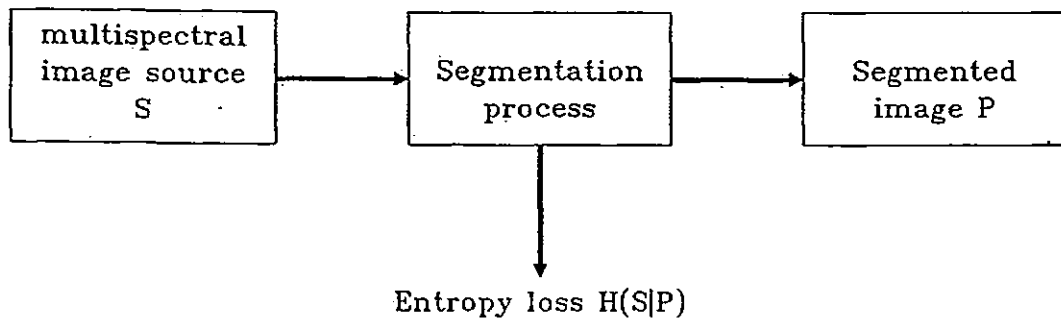 multispectral
image source
S
Segmentation
process
Segmented
image P
Entropy loss H(S|P)